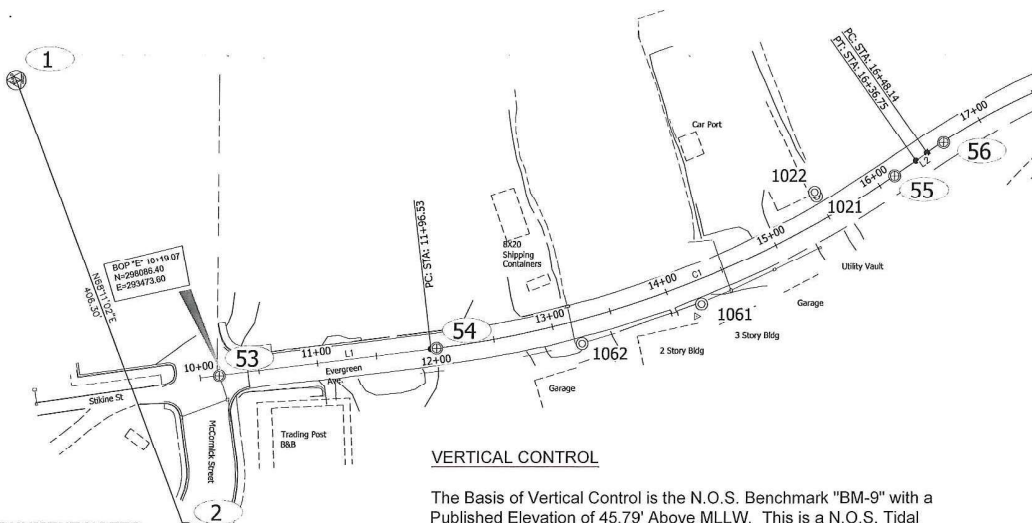 1
PC: STA: 16+48.14
PT: STA: 16+36.75
17+00
Car Port
56
L2
1022
16+00
55
1021
BOP "E" 10+19.07
N=298086.40
E=293473.60
PC: STA: 11+96.53
8X20
Shipping
Containers
15+00
Utility Vault
N68°11'02"E
406.30'
14+00
C1
Garage
13+00
54
1061
3 Story Bldg
53
11+00
L1
12+00
1062
2 Story Bldg
10+00
Evergreen
Ave.
Garage
Stikine St
McCormick Street
Trading Post
B&B
2
VERTICAL CONTROL
The Basis of Vertical Control is the N.O.S. Benchmark "BM-9" with a
Published Elevation of 45.79' Above MLLW. This is a N.O.S. Tidal